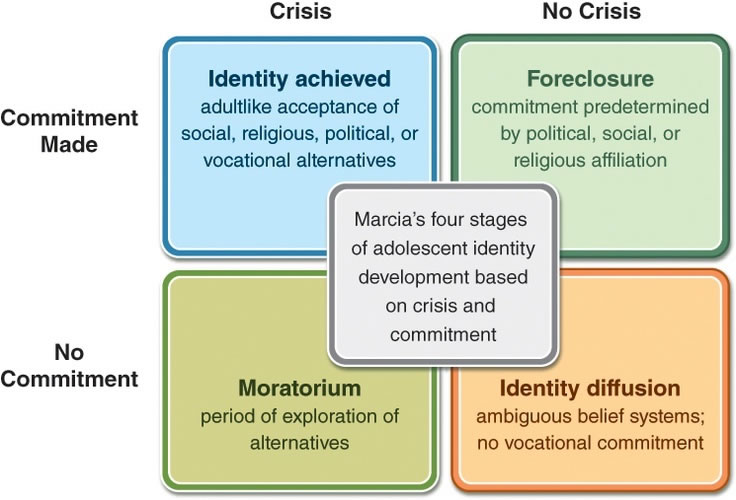 Crisis
No Crisis
Commitment
Made
Identity achieved
adultlike acceptance of
social, religious, political, or
vocational alternatives
Foreclosure
commitment predetermined
by political, social, or
religious affiliation
Marcia's four stages
of adolescent identity
development based
on crisis and
commitment
No
Commitment
Moratorium
period of exploration of
alternatives
Identity diffusion
ambiguous belief systems;
no vocational commitment